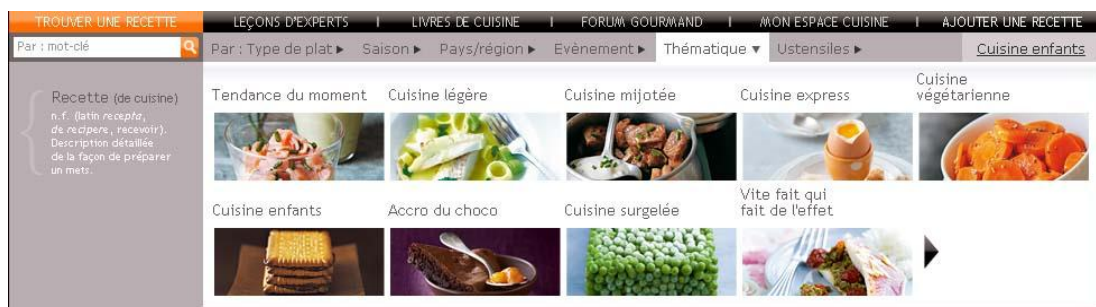 TROUVER UNE RECETTE
LEÇONS D'EXPERTS I LIVRES DE CUISINE I FORUM GOURMAND I MON ESPACE CUISINE I AJOUTER UNE RECETTE
Par : mot-clé
Par : Type de plat ▶ Saison ▶ Pays/région ▶ Evènement ▶ Thématique ▼ Ustensiles ▶ Cuisine enfants
Recette (de cuisine)
n.f. (latin recepta,
de recipere, recevoir).
Description détaillée
de la façon de préparer
un mets.
Tendance du moment
Cuisine légère
Cuisine mijotée
Cuisine express
Cuisine
végétarienne
Cuisine enfants
Accro du choco
Cuisine surgelée
Vite fait qui
fait de l'effet